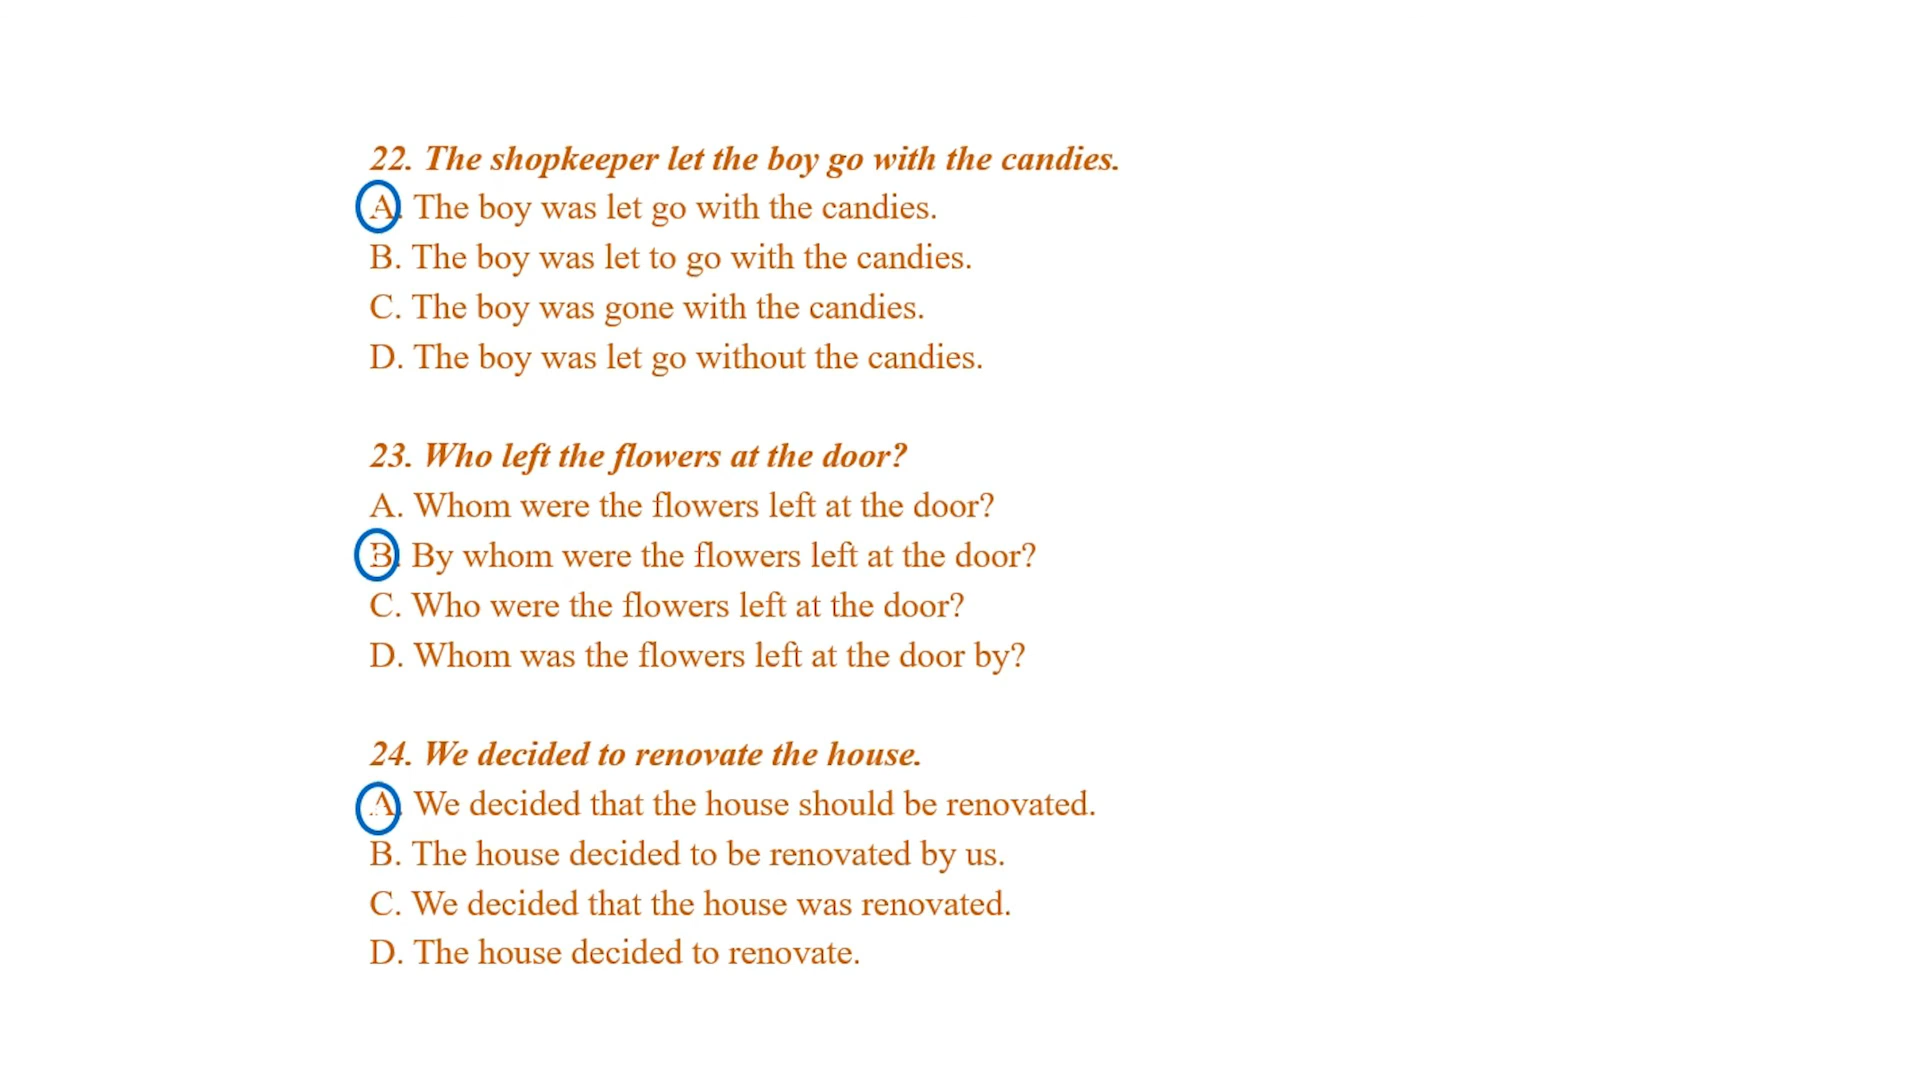 22. The shopkeeper let the boy go with the candies.
A. The boy was let go with the candies.
B. The boy was let to go with the candies.
C. The boy was gone with the candies.
D. The boy was let go without the candies.
23. Who left the flowers at the door?
A. Whom were the flowers left at the door?
B. By whom were the flowers left at the door?
C. Who were the flowers left at the door?
D. Whom was the flowers left at the door by?
24. We decided to renovate the house.
A. We decided that the house should be renovated.
B. The house decided to be renovated by us.
C. We decided that the house was renovated.
D. The house decided to renovate.